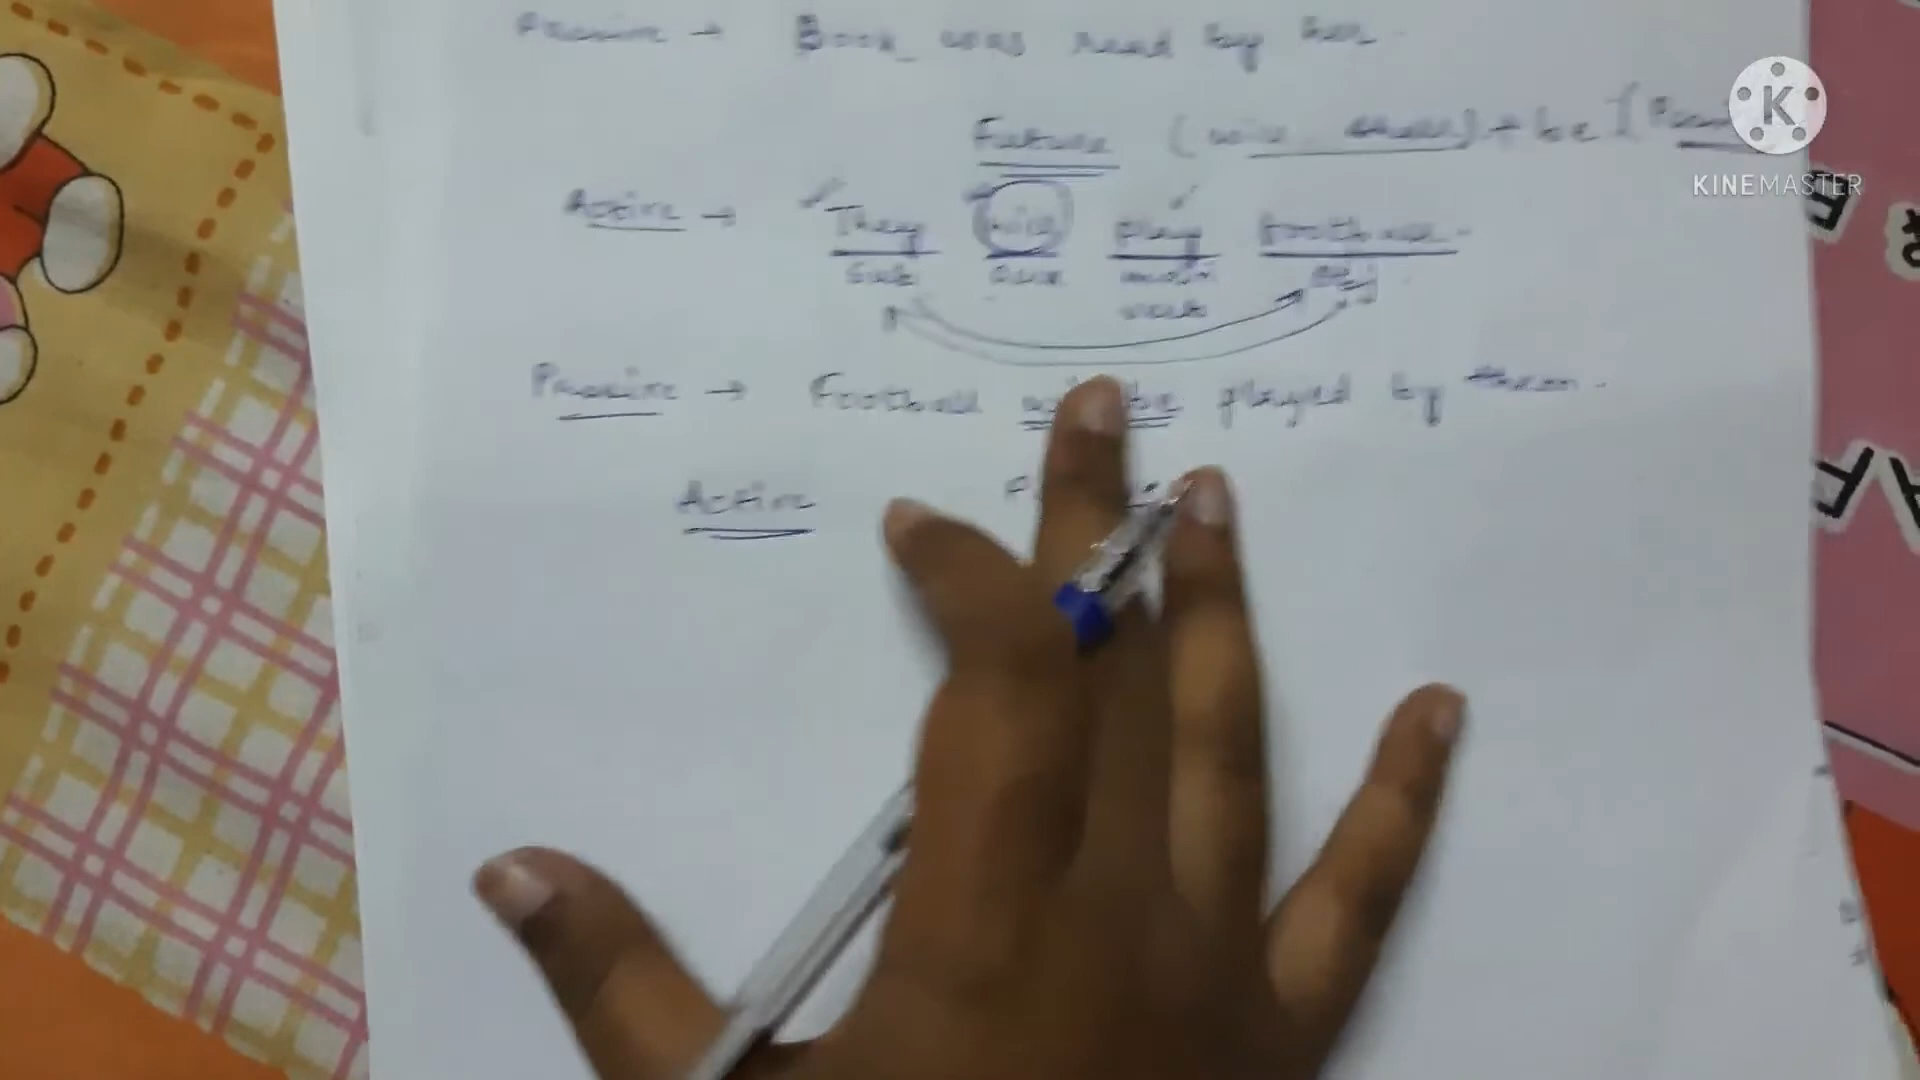 Passive → Book was read by her.
Future (will, shall) + be
KINEMASTER
Active → They will play football.
Sub aux main obj
verb
Passive → Football be played by them.
Active